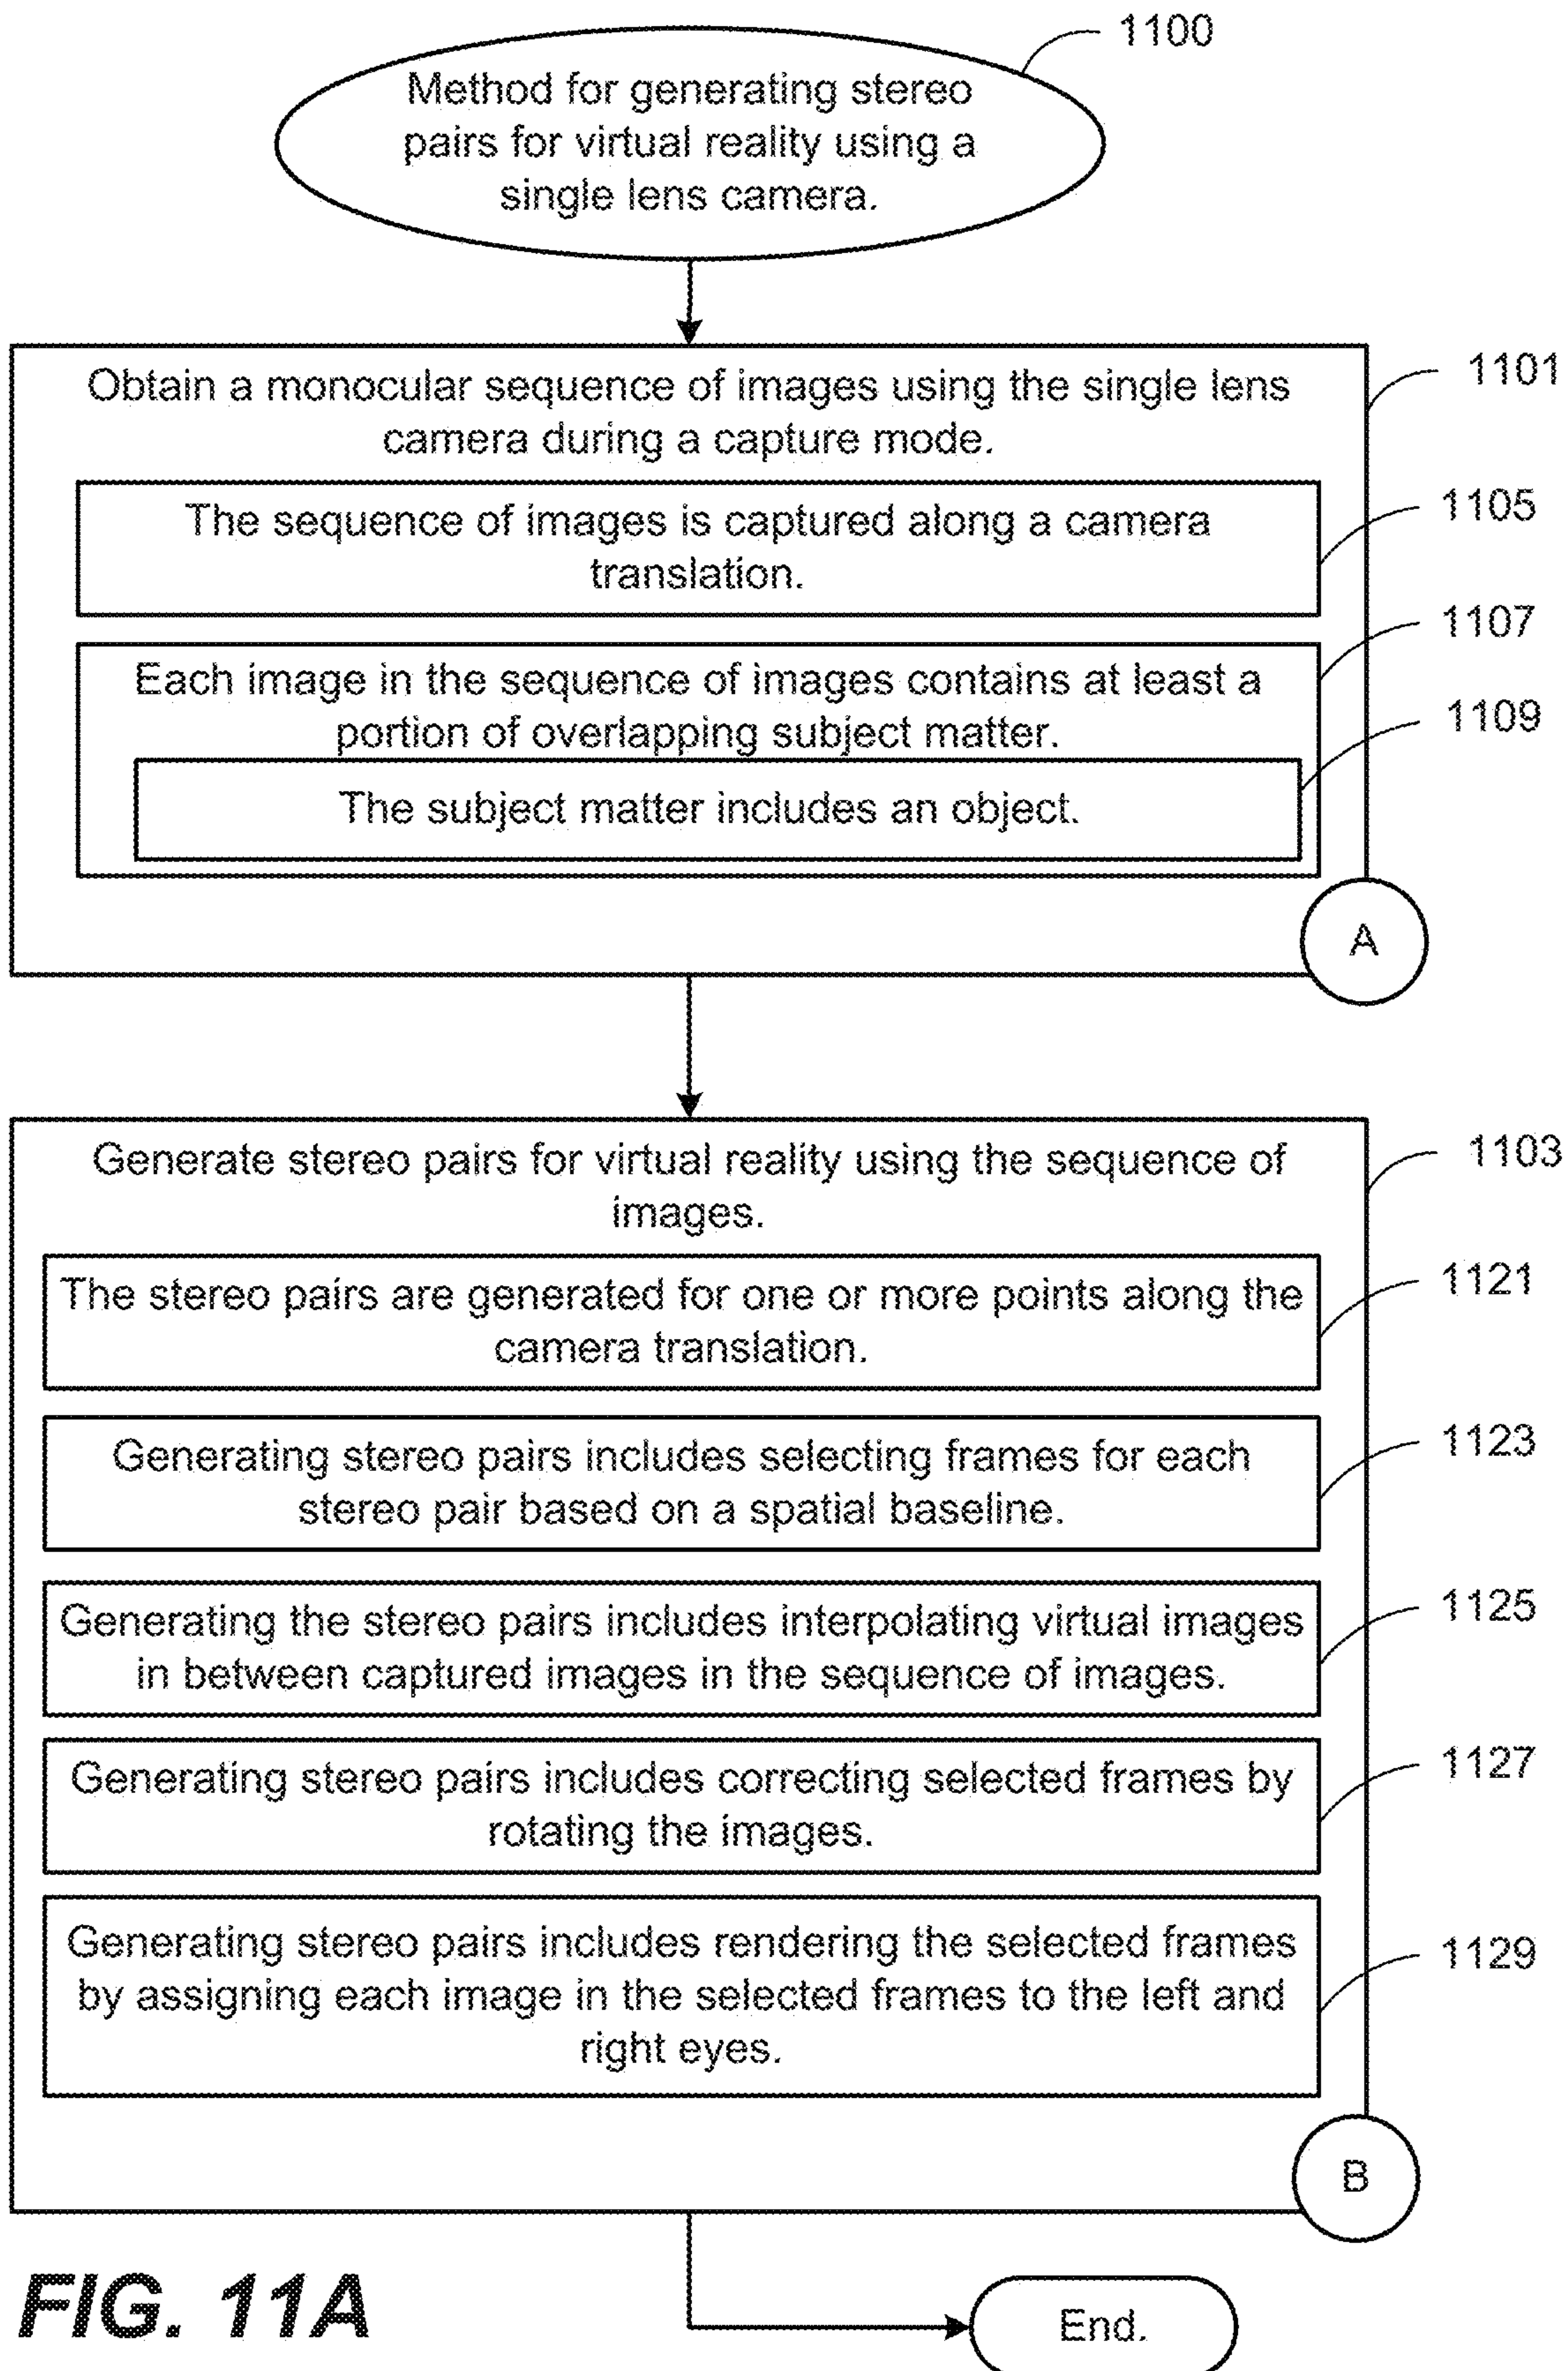 1100
Method for generating stereo
pairs for virtual reality using a
single lens camera.
1101
Obtain a monocular sequence of images using the single lens
camera during a capture mode.
1105
The sequence of images is captured along a camera
translation.
1107
Each image in the sequence of images contains at least a
portion of overlapping subject matter.
1109
The subject matter includes an object.
A
1103
Generate stereo pairs for virtual reality using the sequence of
images.
1121
The stereo pairs are generated for one or more points along the
camera translation.
1123
Generating stereo pairs includes selecting frames for each
stereo pair based on a spatial baseline.
1125
Generating the stereo pairs includes interpolating virtual images
in between captured images in the sequence of images.
1127
Generating stereo pairs includes correcting selected frames by
rotating the images.
1129
Generating stereo pairs includes rendering the selected frames
by assigning each image in the selected frames to the left and
right eyes.
B
FIG. 11A
End.